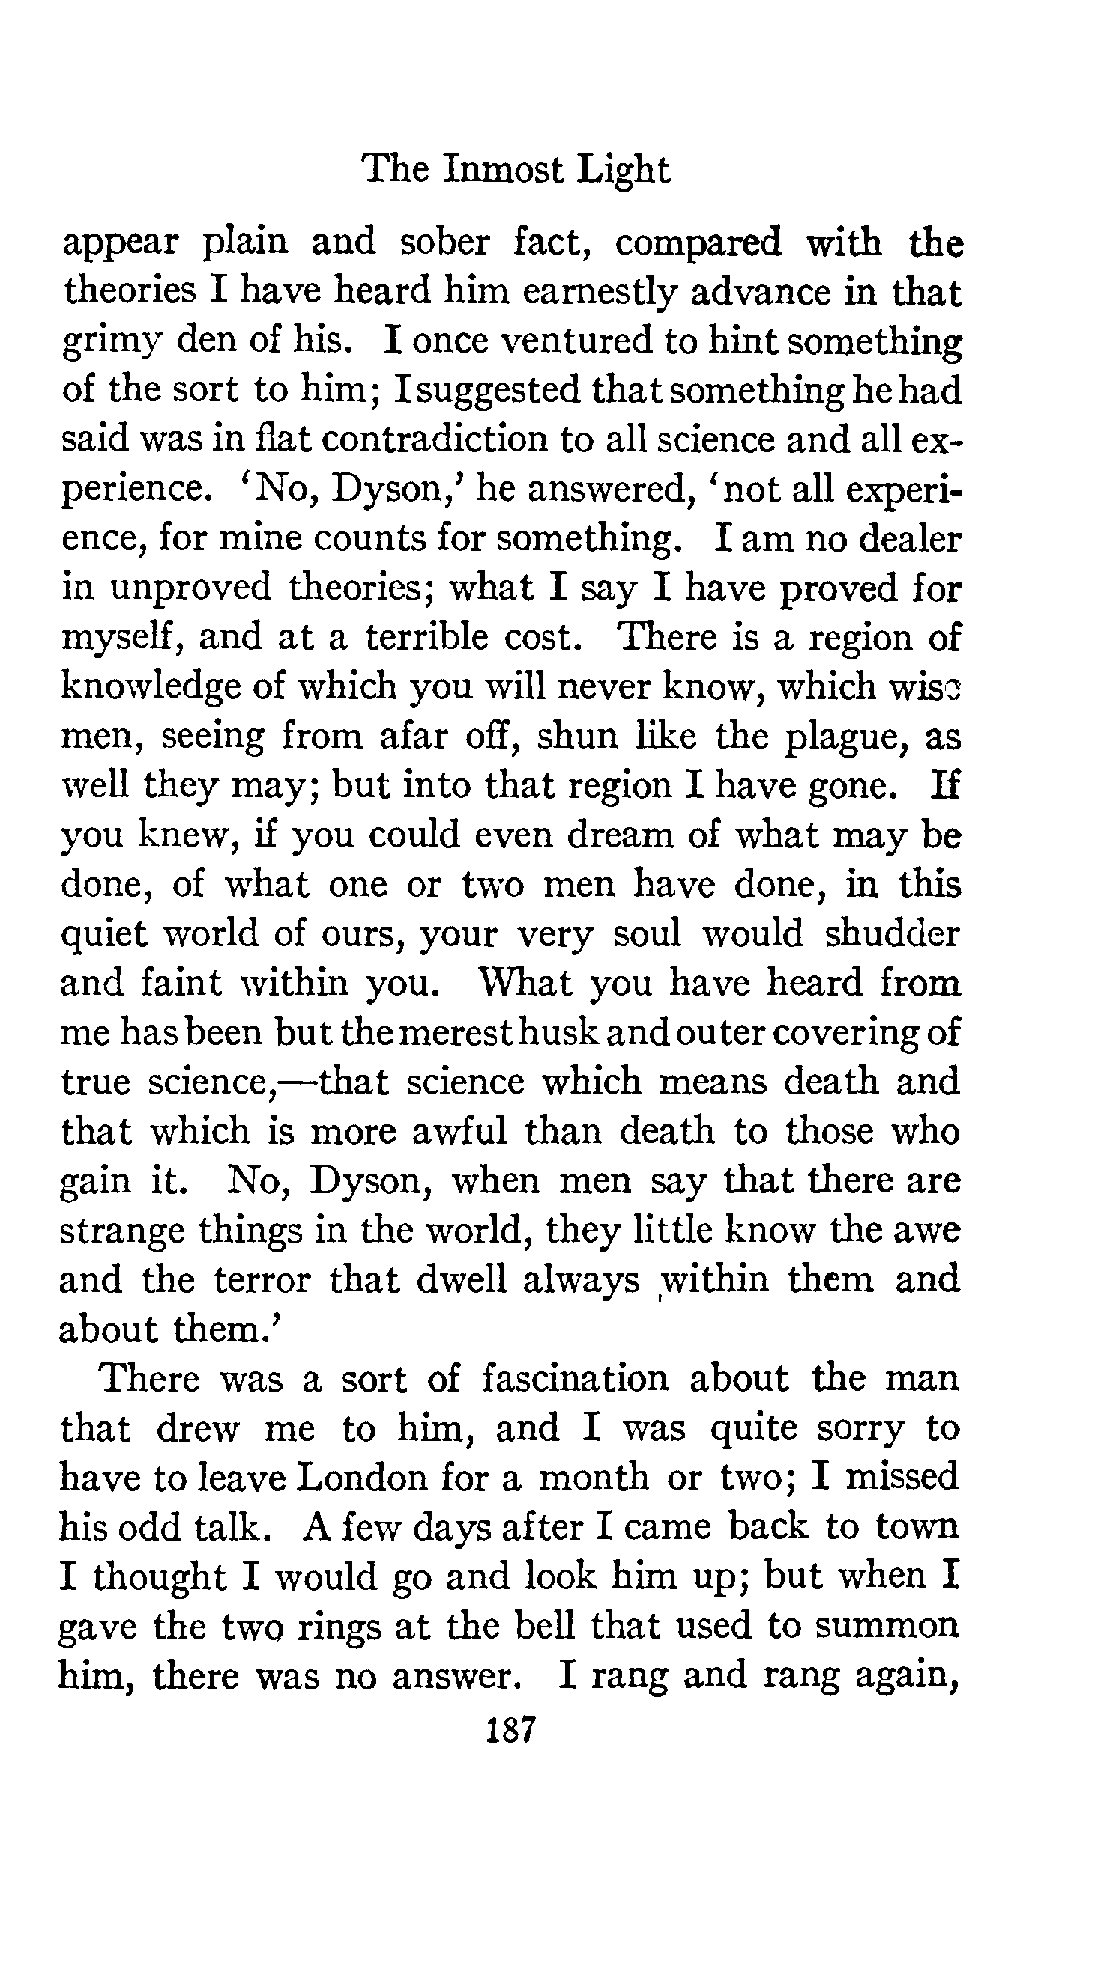 The Inmost Light
appear plain and sober fact, compared with the
theories I have heard him earnestly advance in that
grimy den of his. I once ventured to hint something
of the sort to him; I suggested that something he had
said was in flat contradiction to all science and all ex-
perience. ‘No, Dyson,’ he answered, ‘not all experi-
ence, for mine counts for something. I am no dealer
in unproved theories; what I say I have proved for
myself, and at a terrible cost. There is a region of
knowledge of which you will never know, which wise
men, seeing from afar off, shun like the plague, as
well they may; but into that region I have gone. If
you knew, if you could even dream of what may be
done, of what one or two men have done, in this
quiet world of ours, your very soul would shudder
and faint within you. What you have heard from
me has been but the merest husk and outer covering of
true science,—that science which means death and
that which is more awful than death to those who
gain it. No, Dyson, when men say that there are
strange things in the world, they little know the awe
and the terror that dwell always within them and
about them.’
There was a sort of fascination about the man
that drew me to him, and I was quite sorry to
have to leave London for a month or two; I missed
his odd talk. A few days after I came back to town
I thought I would go and look him up; but when I
gave the two rings at the bell that used to summon
him, there was no answer. I rang and rang again,
187